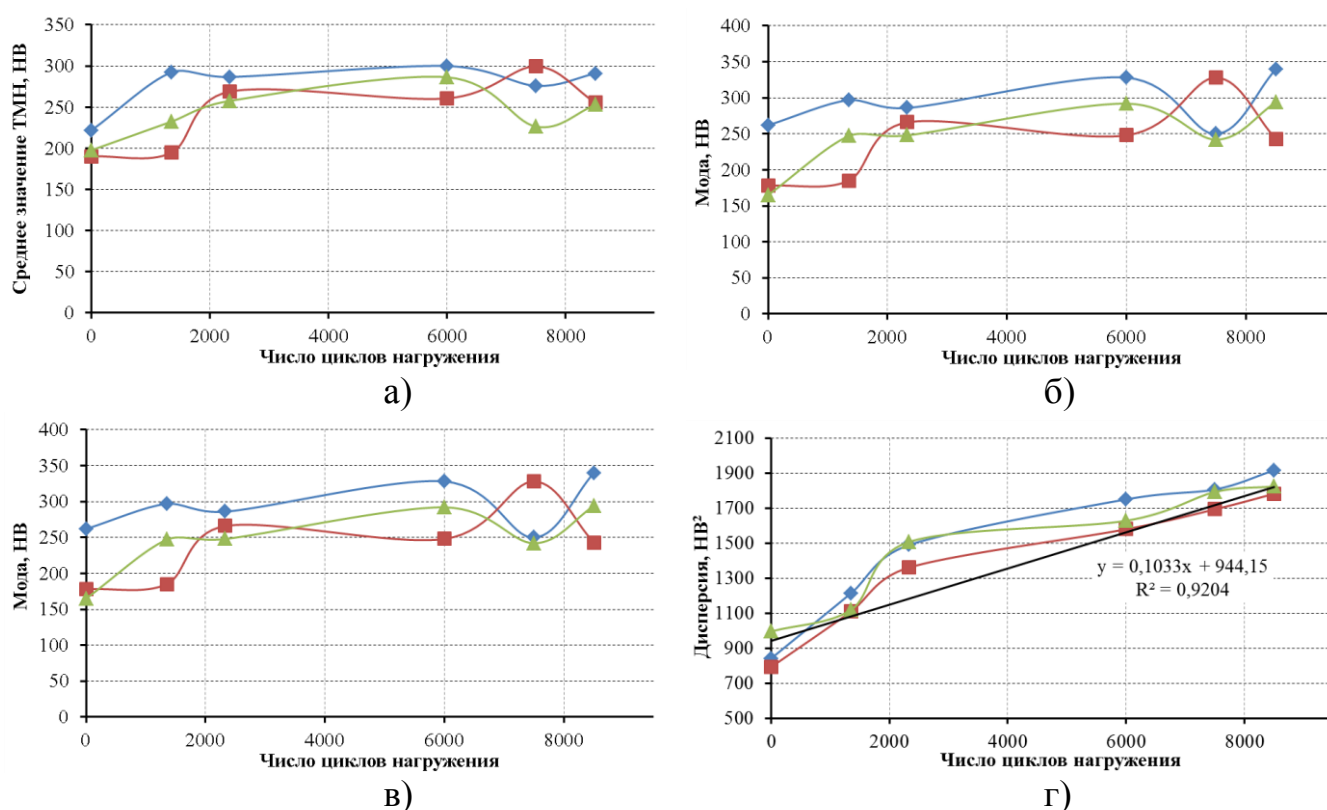 Среднее значение ТМН, НВ
350
300
250
200
150
100
50
0
0 2000 4000 6000 8000
Число циклов нагружения
а)
Мода, НВ
400
350
300
250
200
150
100
50
0
0 2000 4000 6000 8000
Число циклов нагружения
б)
Мода, НВ
400
350
300
250
200
150
100
50
0
0 2000 4000 6000 8000
Число циклов нагружения
в)
Дисперсия, НВ²
2100
1900
1700
1500
1300
1100
900
700
500
y = 0,1033x + 944,15
R² = 0,9204
0 2000 4000 6000 8000
Число циклов нагружения
г)